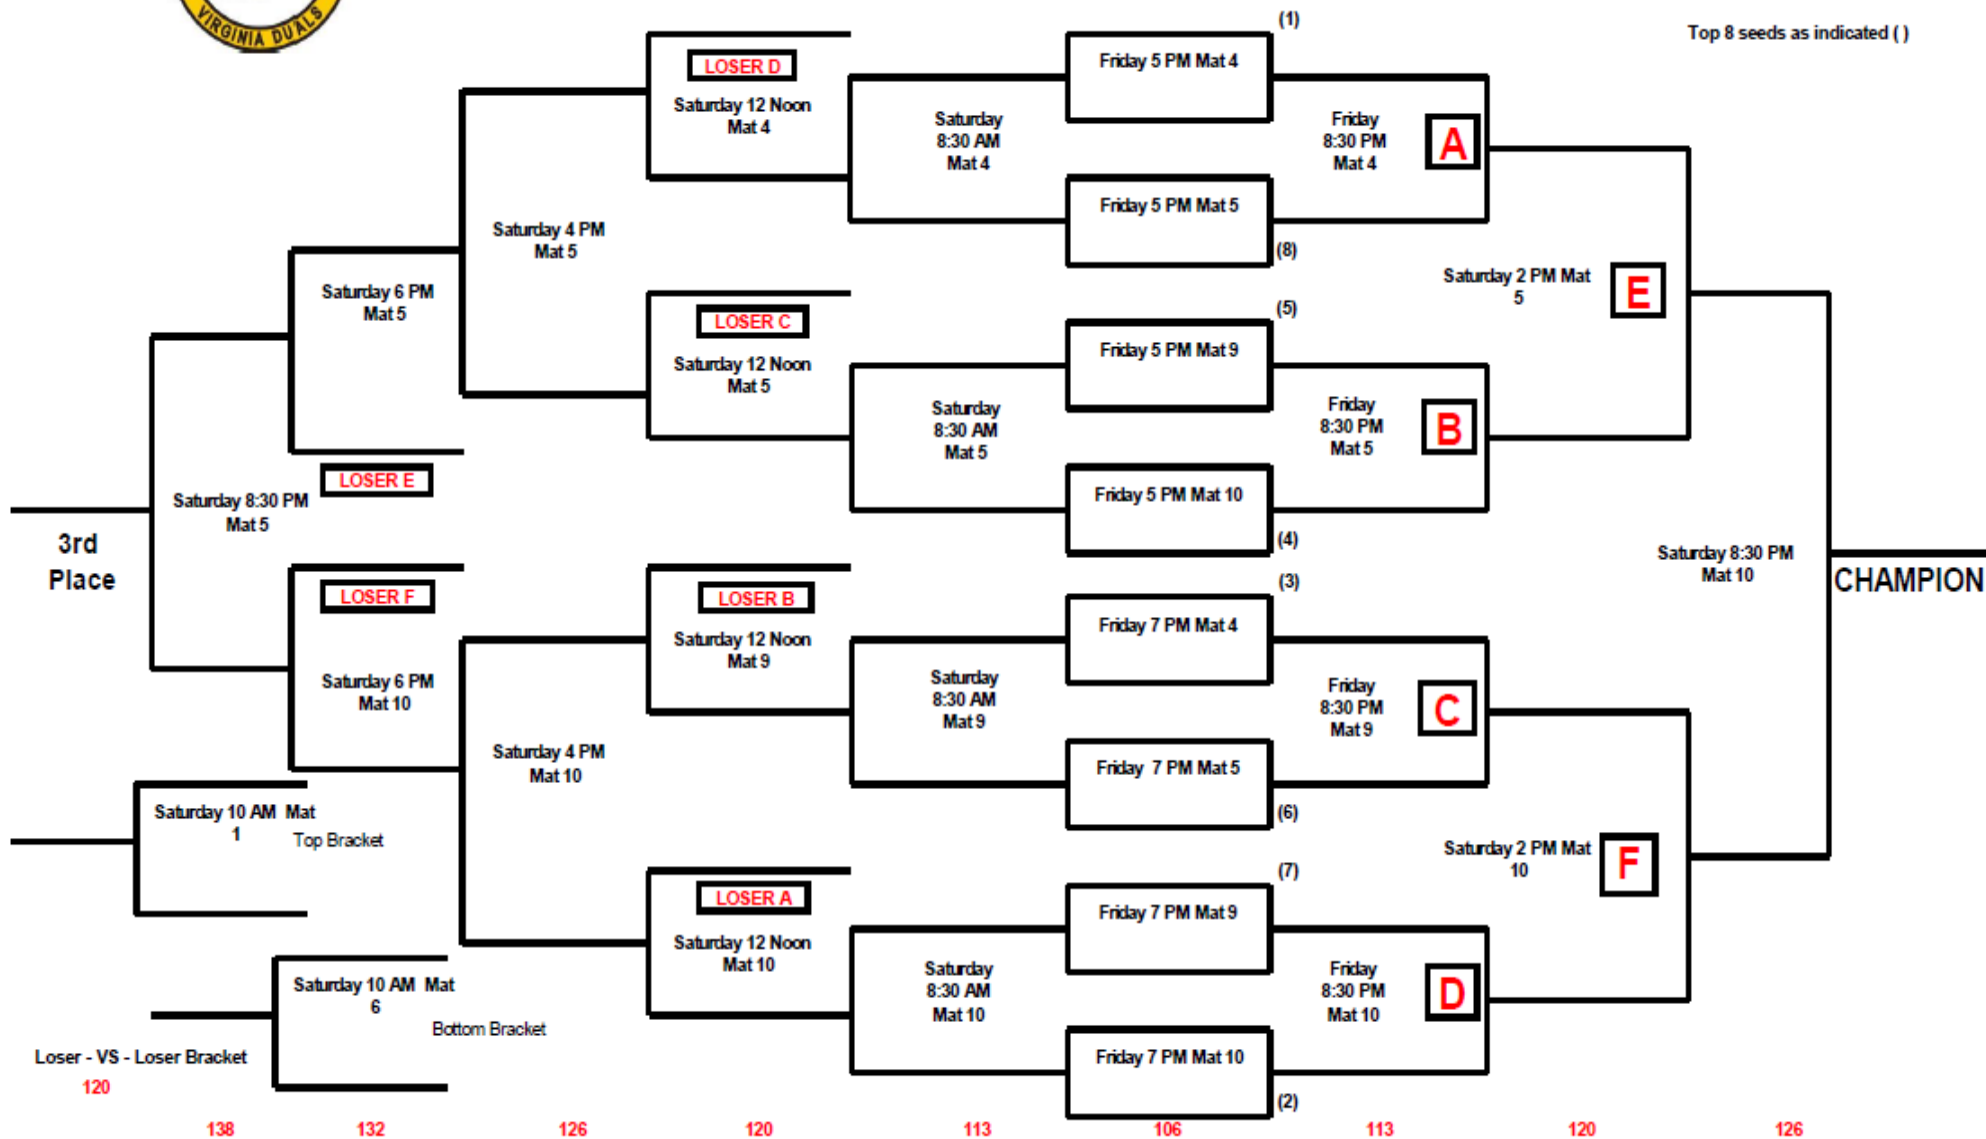 VIRGINIA DUALS
Top 8 seeds as indicated ( )
(1)
LOSER D
Saturday 12 Noon
Mat 4
Saturday
8:30 AM
Mat 4
Friday 5 PM Mat 4
Friday
8:30 PM
Mat 4
A
Friday 5 PM Mat 5
(8)
Saturday 4 PM
Mat 5
Saturday 6 PM
Mat 5
LOSER C
Saturday 12 Noon
Mat 5
(5)
Friday 5 PM Mat 9
Saturday 2 PM Mat
5
E
Saturday
8:30 AM
Mat 5
Friday
8:30 PM
Mat 5
B
LOSER E
Friday 5 PM Mat 10
(4)
Saturday 8:30 PM
Mat 5
3rd
Place
Saturday 8:30 PM
Mat 10
CHAMPION
LOSER F
LOSER B
Saturday 12 Noon
Mat 9
(3)
Friday 7 PM Mat 4
Saturday 6 PM
Mat 10
Saturday
8:30 AM
Mat 9
Friday
8:30 PM
Mat 9
C
Saturday 4 PM
Mat 10
Friday 7 PM Mat 5
(6)
Saturday 10 AM Mat
1
Top Bracket
Saturday 2 PM Mat
10
F
LOSER A
Saturday 12 Noon
Mat 10
(7)
Friday 7 PM Mat 9
Saturday 10 AM Mat
6
Bottom Bracket
Saturday
8:30 AM
Mat 10
Friday
8:30 PM
Mat 10
D
Loser - VS - Loser Bracket
120
Friday 7 PM Mat 10
(2)
138 132 126 120 113 106 113 120 126